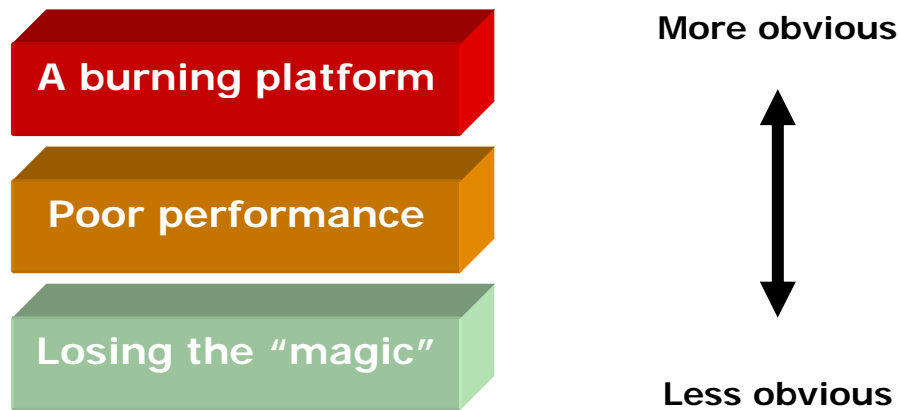 More obvious
A burning platform
Poor performance
Losing the “magic”
Less obvious